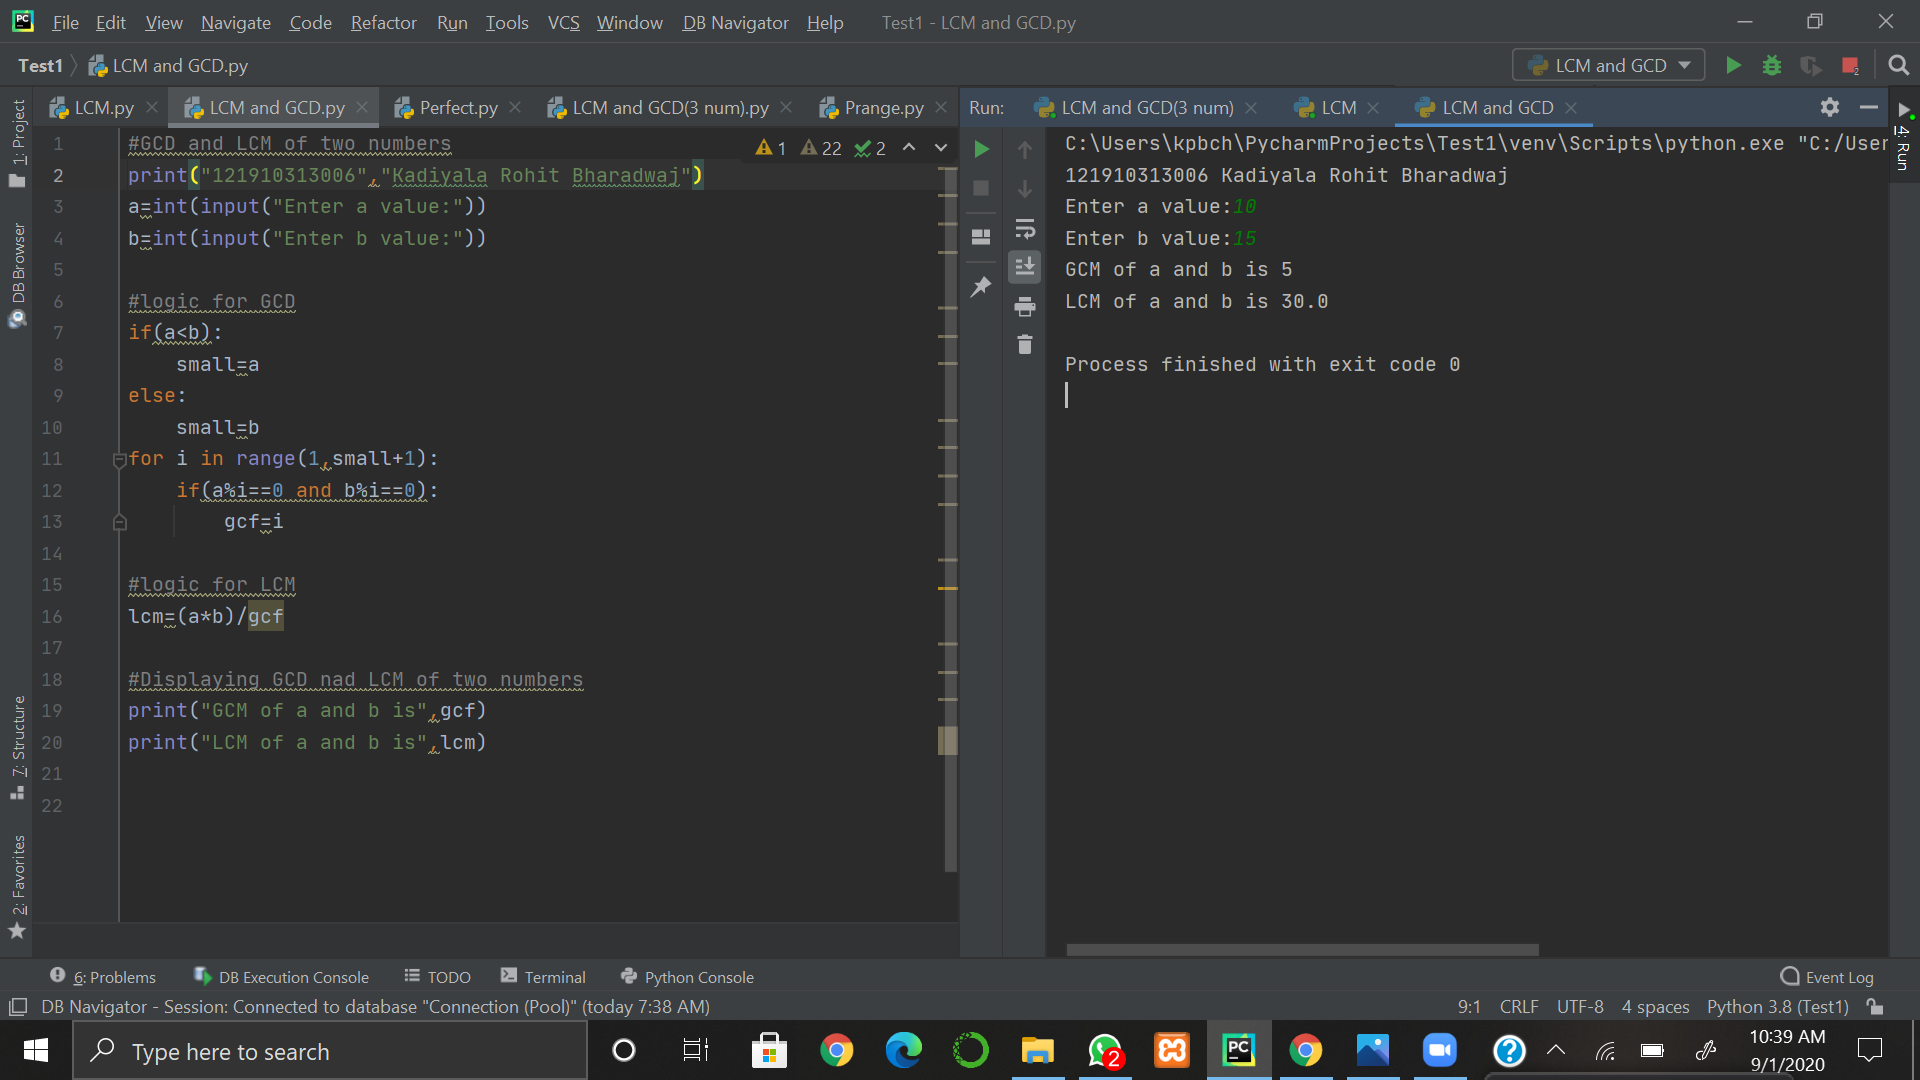 File Edit View Navigate Code Refactor Run Tools VCS Window DB Navigator Help Test1 - LCM and GCD.py
Test1 LCM and GCD.py LCM and GCD
LCM.py LCM and GCD.py Perfect.py LCM and GCD(3 num).py Prange.py
1 #GCD and LCM of two numbers
2 print("121910313006","Kadiyala Rohit Bharadwaj")
3 a=int(input("Enter a value:"))
4 b=int(input("Enter b value:"))
5
6 #logic for GCD
7 if(a<b):
8 small=a
9 else:
10 small=b
11 for i in range(1,small+1):
12 if(a%i==0 and b%i==0):
13 gcf=i
14
15 #logic for LCM
16 lcm=(a*b)/gcf
17
18 #Displaying GCD nad LCM of two numbers
19 print("GCM of a and b is",gcf)
20 print("LCM of a and b is",lcm)
21
22
1 22 2
Run: LCM and GCD(3 num) LCM LCM and GCD
C:\Users\kpbch\PycharmProjects\Test1\venv\Scripts\python.exe "C:/User
121910313006 Kadiyala Rohit Bharadwaj
Enter a value:10
Enter b value:15
GCM of a and b is 5
LCM of a and b is 30.0
Process finished with exit code 0
1: Project
DB Browser
7: Structure
2: Favorites
4: Run
6: Problems DB Execution Console TODO Terminal Python Console Event Log
DB Navigator - Session: Connected to database "Connection (Pool)" (today 7:38 AM) 9:1 CRLF UTF-8 4 spaces Python 3.8 (Test1)
Type here to search
2
PC
10:39 AM
9/1/2020